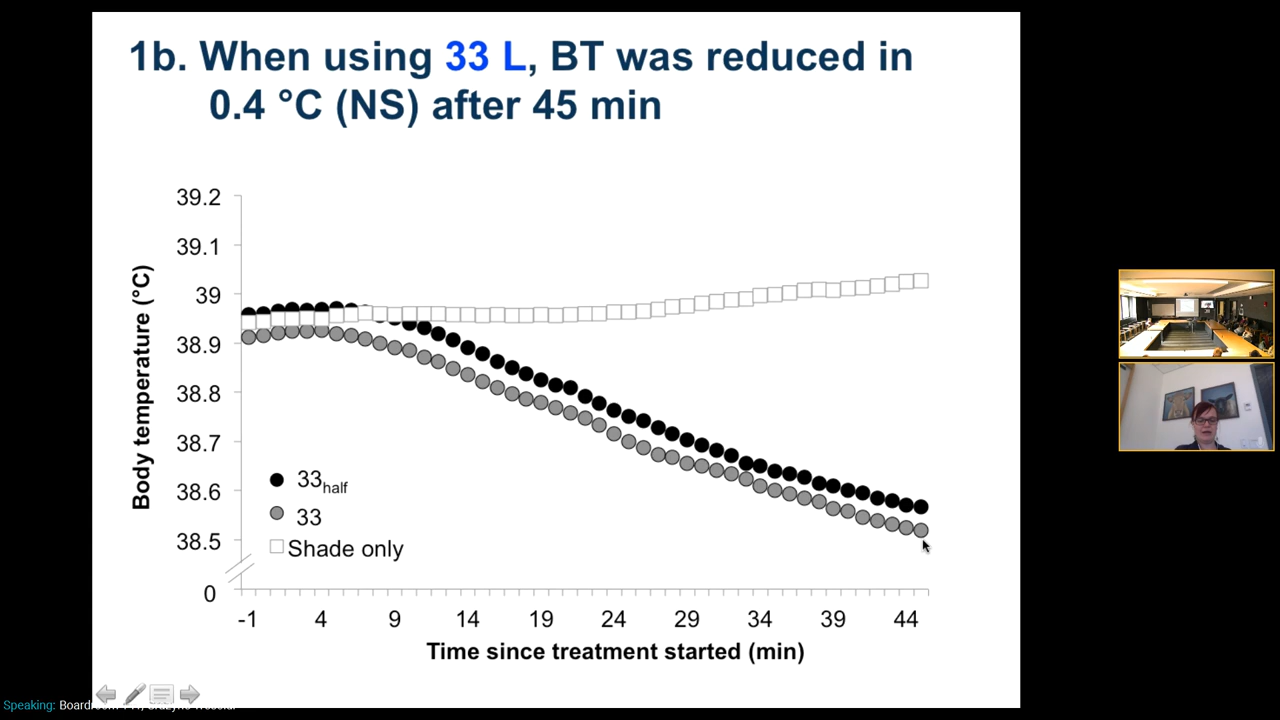 1b. When using 33 L, BT was reduced in
0.4 °C (NS) after 45 min
Body temperature (°C)
39.2
39.1
39
38.9
38.8
38.7
38.6
38.5
0
33half
33
Shade only
-1 4 9 14 19 24 29 34 39 44
Time since treatment started (min)
Speaking: